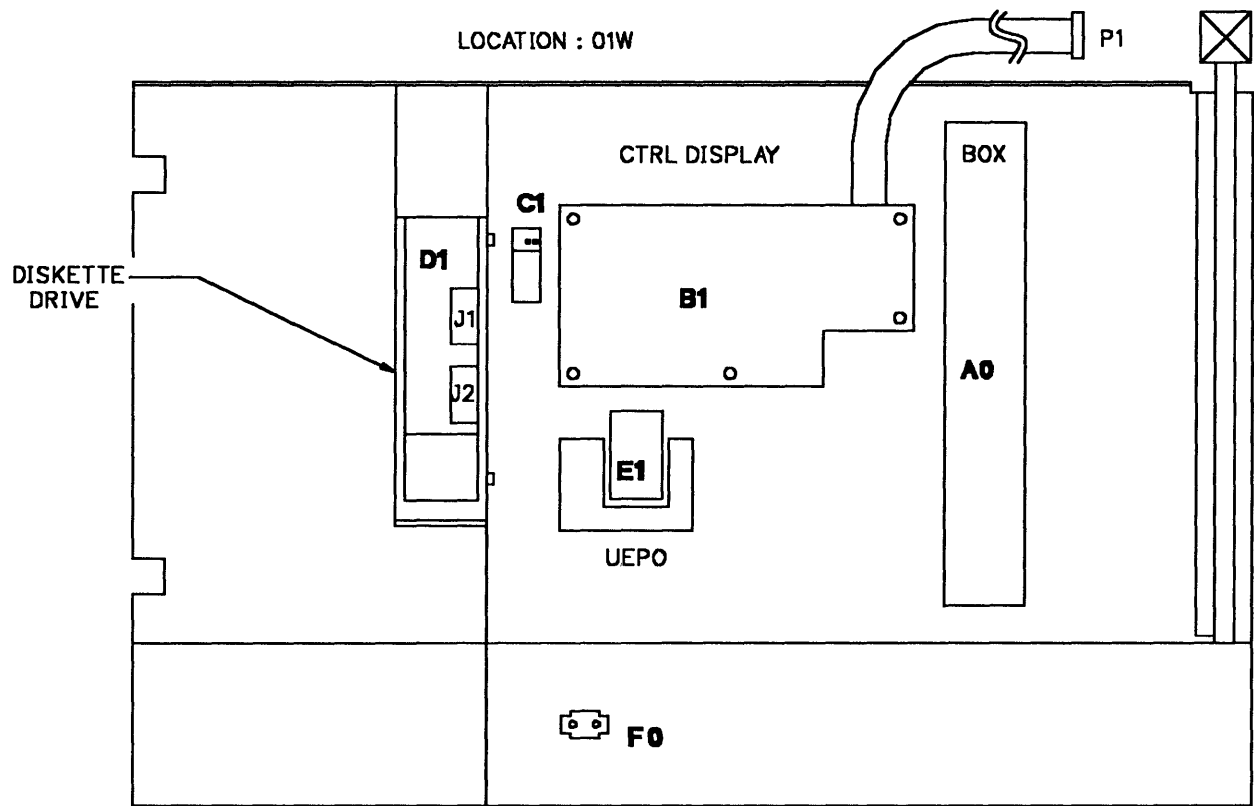 LOCATION : 01W
P1
CTRL DISPLAY
BOX
C1
D1
DISKETTE
DRIVE
J1
B1
J2
A0
E1
UEPO
F0